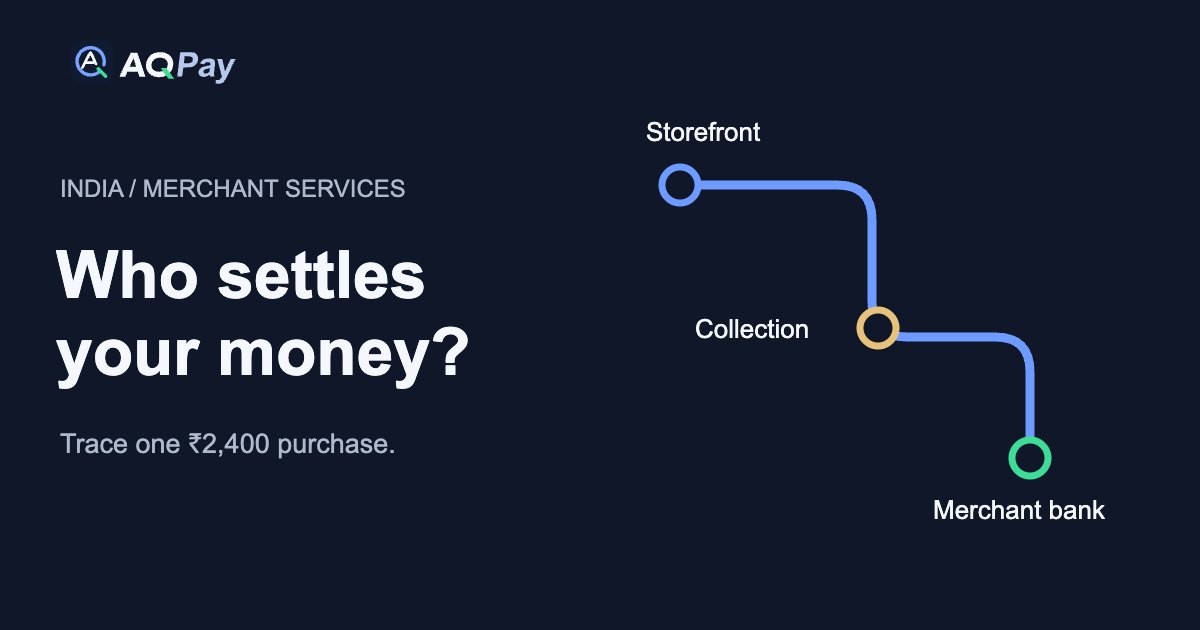 AQPay
INDIA / MERCHANT SERVICES
Who settles
your money?
Trace one ₹2,400 purchase.
Storefront
Collection
Merchant bank